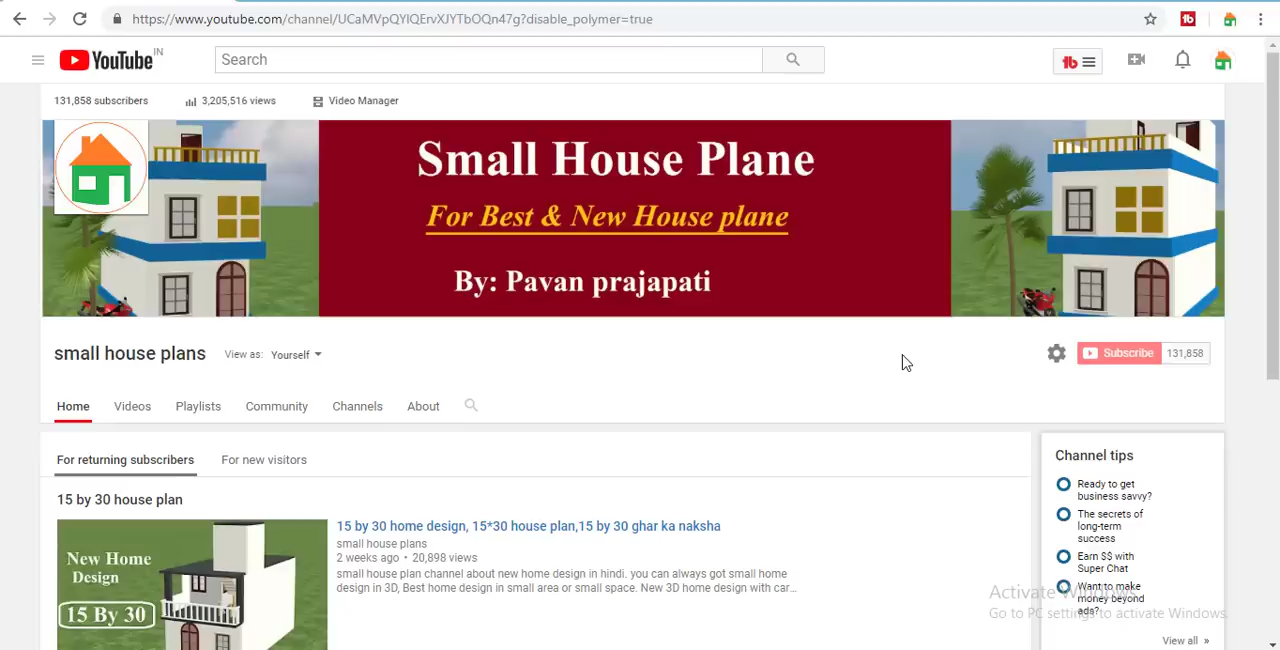 https://www.youtube.com/channel/UCaMVpQYlQErvXJYTbOQn47g?disable_polymer=true
YouTube IN
Search
131,858 subscribers
3,205,516 views
Video Manager
Small House Plane
For Best & New House plane
By: Pavan prajapati
small house plans
View as: Yourself
Subscribe 131,858
Home
Videos
Playlists
Community
Channels
About
For returning subscribers
For new visitors
15 by 30 house plan
New Home
Design
15 By 30
15 by 30 home design, 15*30 house plan,15 by 30 ghar ka naksha
small house plans
2 weeks ago • 20,898 views
small house plan channel about new home design in hindi. you can always got small home
design in 3D, Best home design in small area or small space. New 3D home design with car...
Channel tips
Ready to get
business savvy?
The secrets of
long-term
success
Earn $$ with
Super Chat
Want to make
money beyond
ads?
View all »
Activate Windows
Go to PC settings to activate Windows.